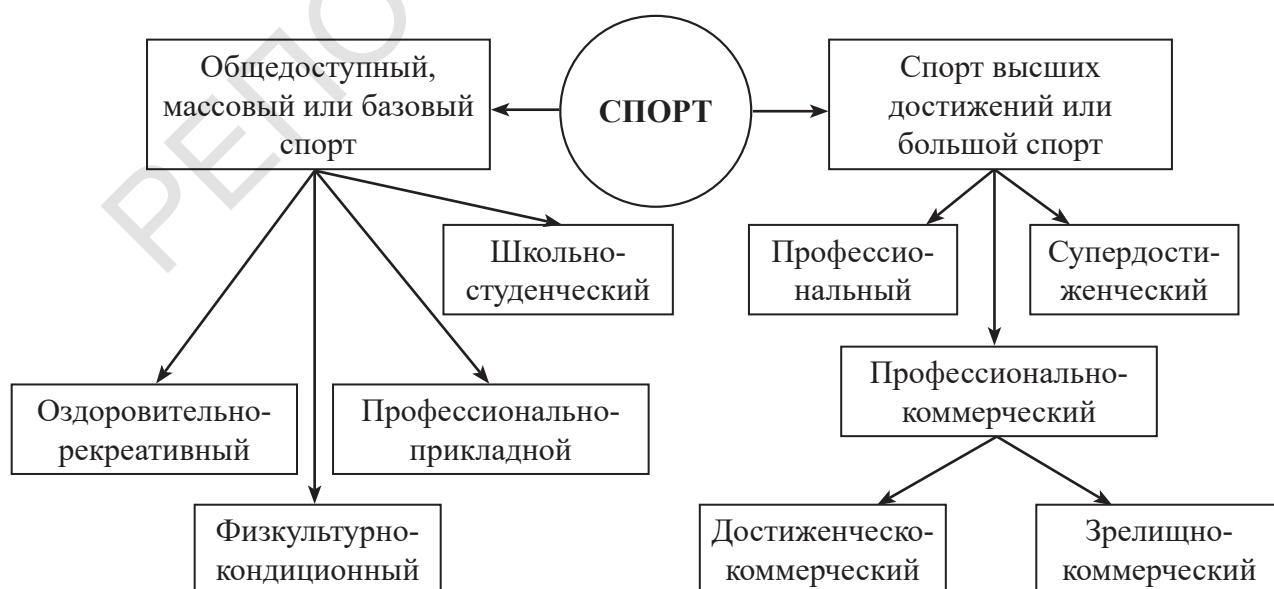 Общедоступный,
массовый или базовый
спорт
СПОРТ
Спорт высших
достижений или
большой спорт
Школьно-
студенческий
Профессио-
нальный
Супердости-
женческий
Оздоровительно-
рекреативный
Профессионально-
прикладной
Профессионально-
коммерческий
Физкультурно-
кондиционный
Достиженческо-
коммерческий
Зрелищно-
коммерческий
РЕПО